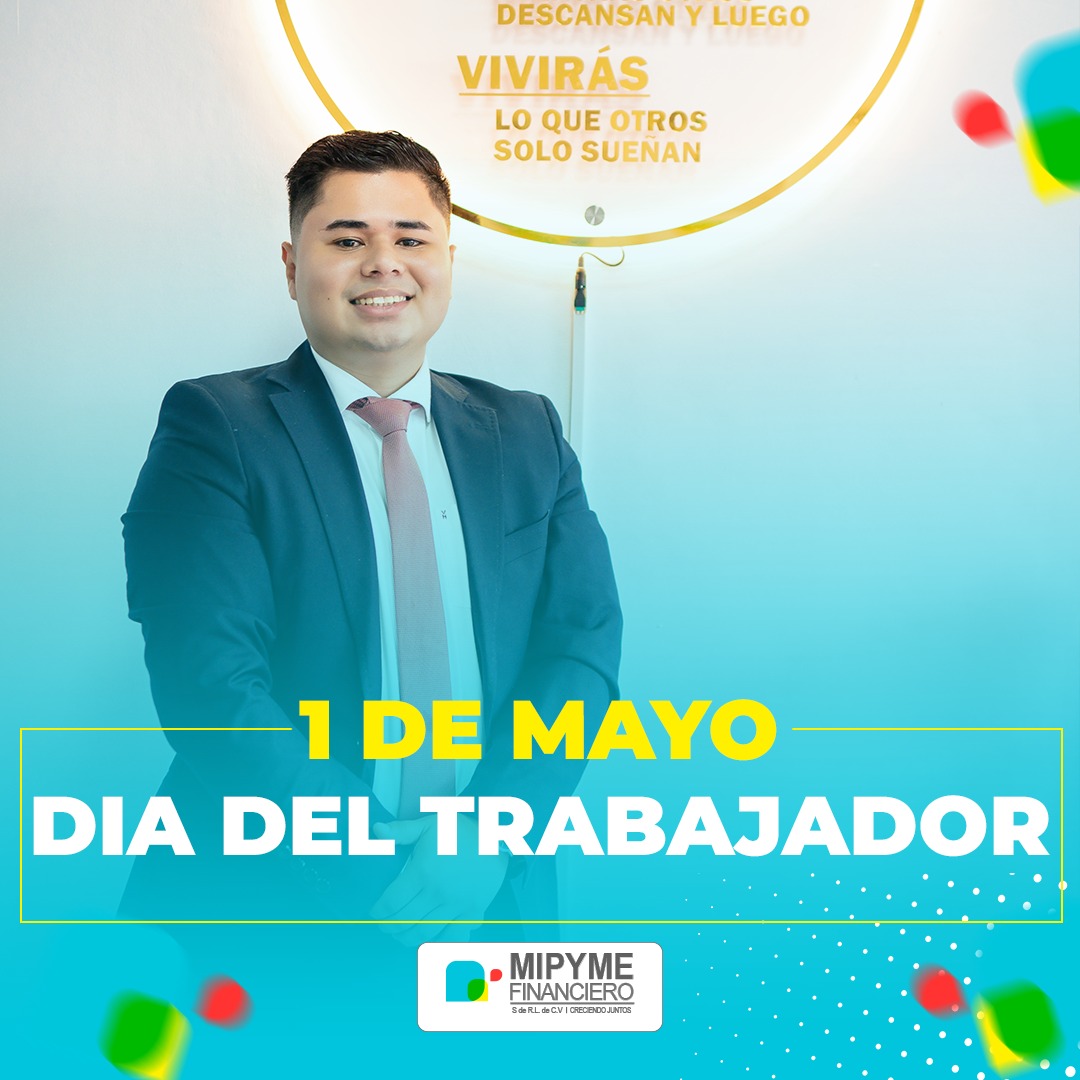 DESCANSAN Y LUEGO
VIVIRÁS
LO QUE OTROS
SOLO SUEÑAN
1 DE MAYO
DIA DEL TRABAJADOR
MIPYME
FINANCIERO
S de R.L. de C.V I CRECIENDO JUNTOS